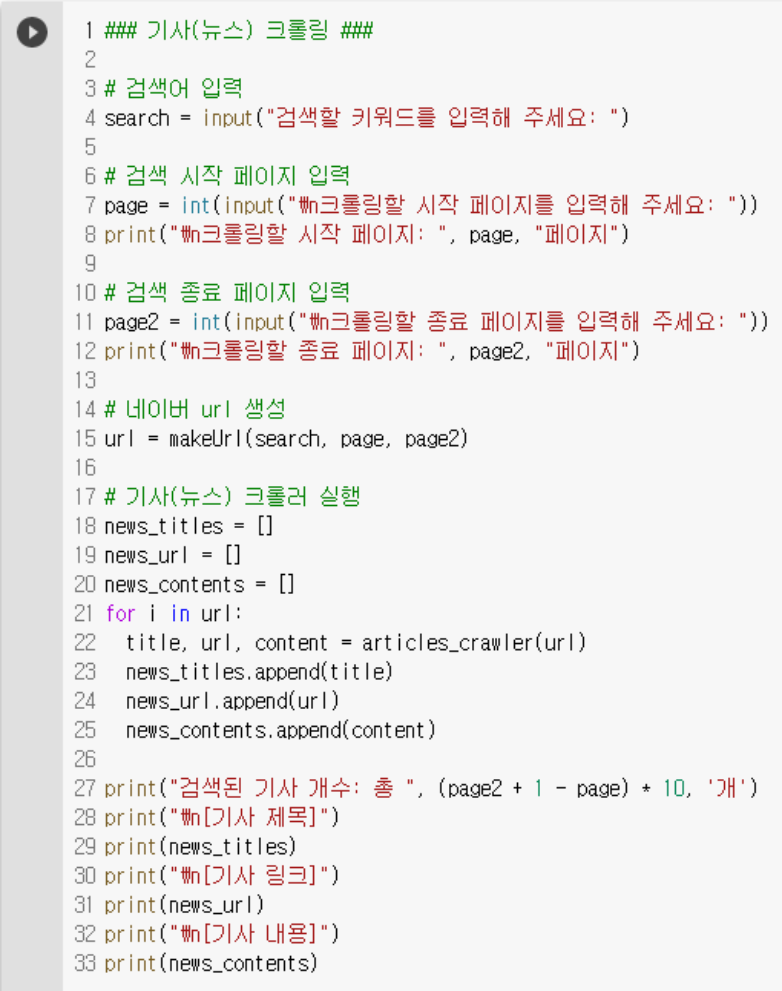 1 ### 기사(뉴스) 크롤링 ###
2
3 # 검색어 입력
4 search = input("검색할 키워드를 입력해 주세요: ")
5
6 # 검색 시작 페이지 입력
7 page = int(input("₩n크롤링할 시작 페이지를 입력해 주세요: "))
8 print("₩n크롤링할 시작 페이지: ", page, "페이지")
9
10 # 검색 종료 페이지 입력
11 page2 = int(input("₩n크롤링할 종료 페이지를 입력해 주세요: "))
12 print("₩n크롤링할 종료 페이지: ", page2, "페이지")
13
14 # 네이버 url 생성
15 url = makeUrl(search, page, page2)
16
17 # 기사(뉴스) 크롤러 실행
18 news_titles = []
19 news_url = []
20 news_contents = []
21 for i in url:
22   title, url, content = articles_crawler(url)
23   news_titles.append(title)
24   news_url.append(url)
25   news_contents.append(content)
26
27 print("검색된 기사 개수: 총 ", (page2 + 1 - page) * 10, '개')
28 print("₩n[기사 제목]")
29 print(news_titles)
30 print("₩n[기사 링크]")
31 print(news_url)
32 print("₩n[기사 내용]")
33 print(news_contents)